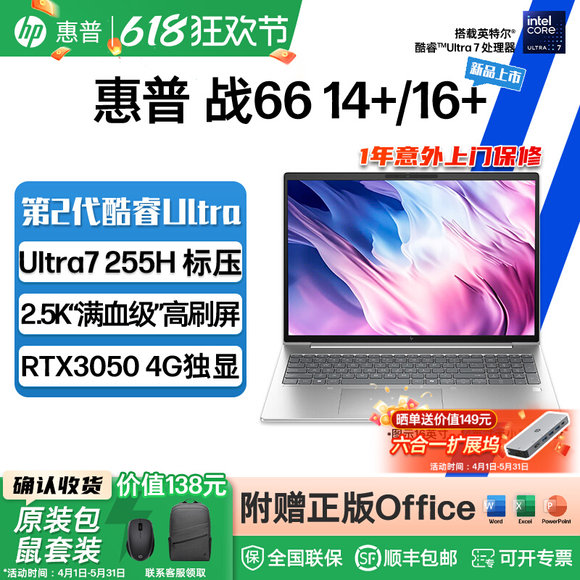 hp 惠普 618狂欢节
搭载英特尔®
酷睿™Ultra 7 处理器
intel
CORE
ULTRA 7
新品上市
惠普 战66 14+/16+
1年意外上门保修
第2代酷睿Ultra
Ultra7 255H 标压
2.5K“满血级”高刷屏
RTX3050 4G独显
晒单送价值149元
六合一扩展坞
活动时间：4月1日-5月31日
确认收货 价值138元
原装包
鼠套装
*活动时间：4月1日-5月31日
联系客服领取
附赠正版Office
Word Excel PowerPoint
保 全国联保
SF 顺丰包邮
专 可开专票